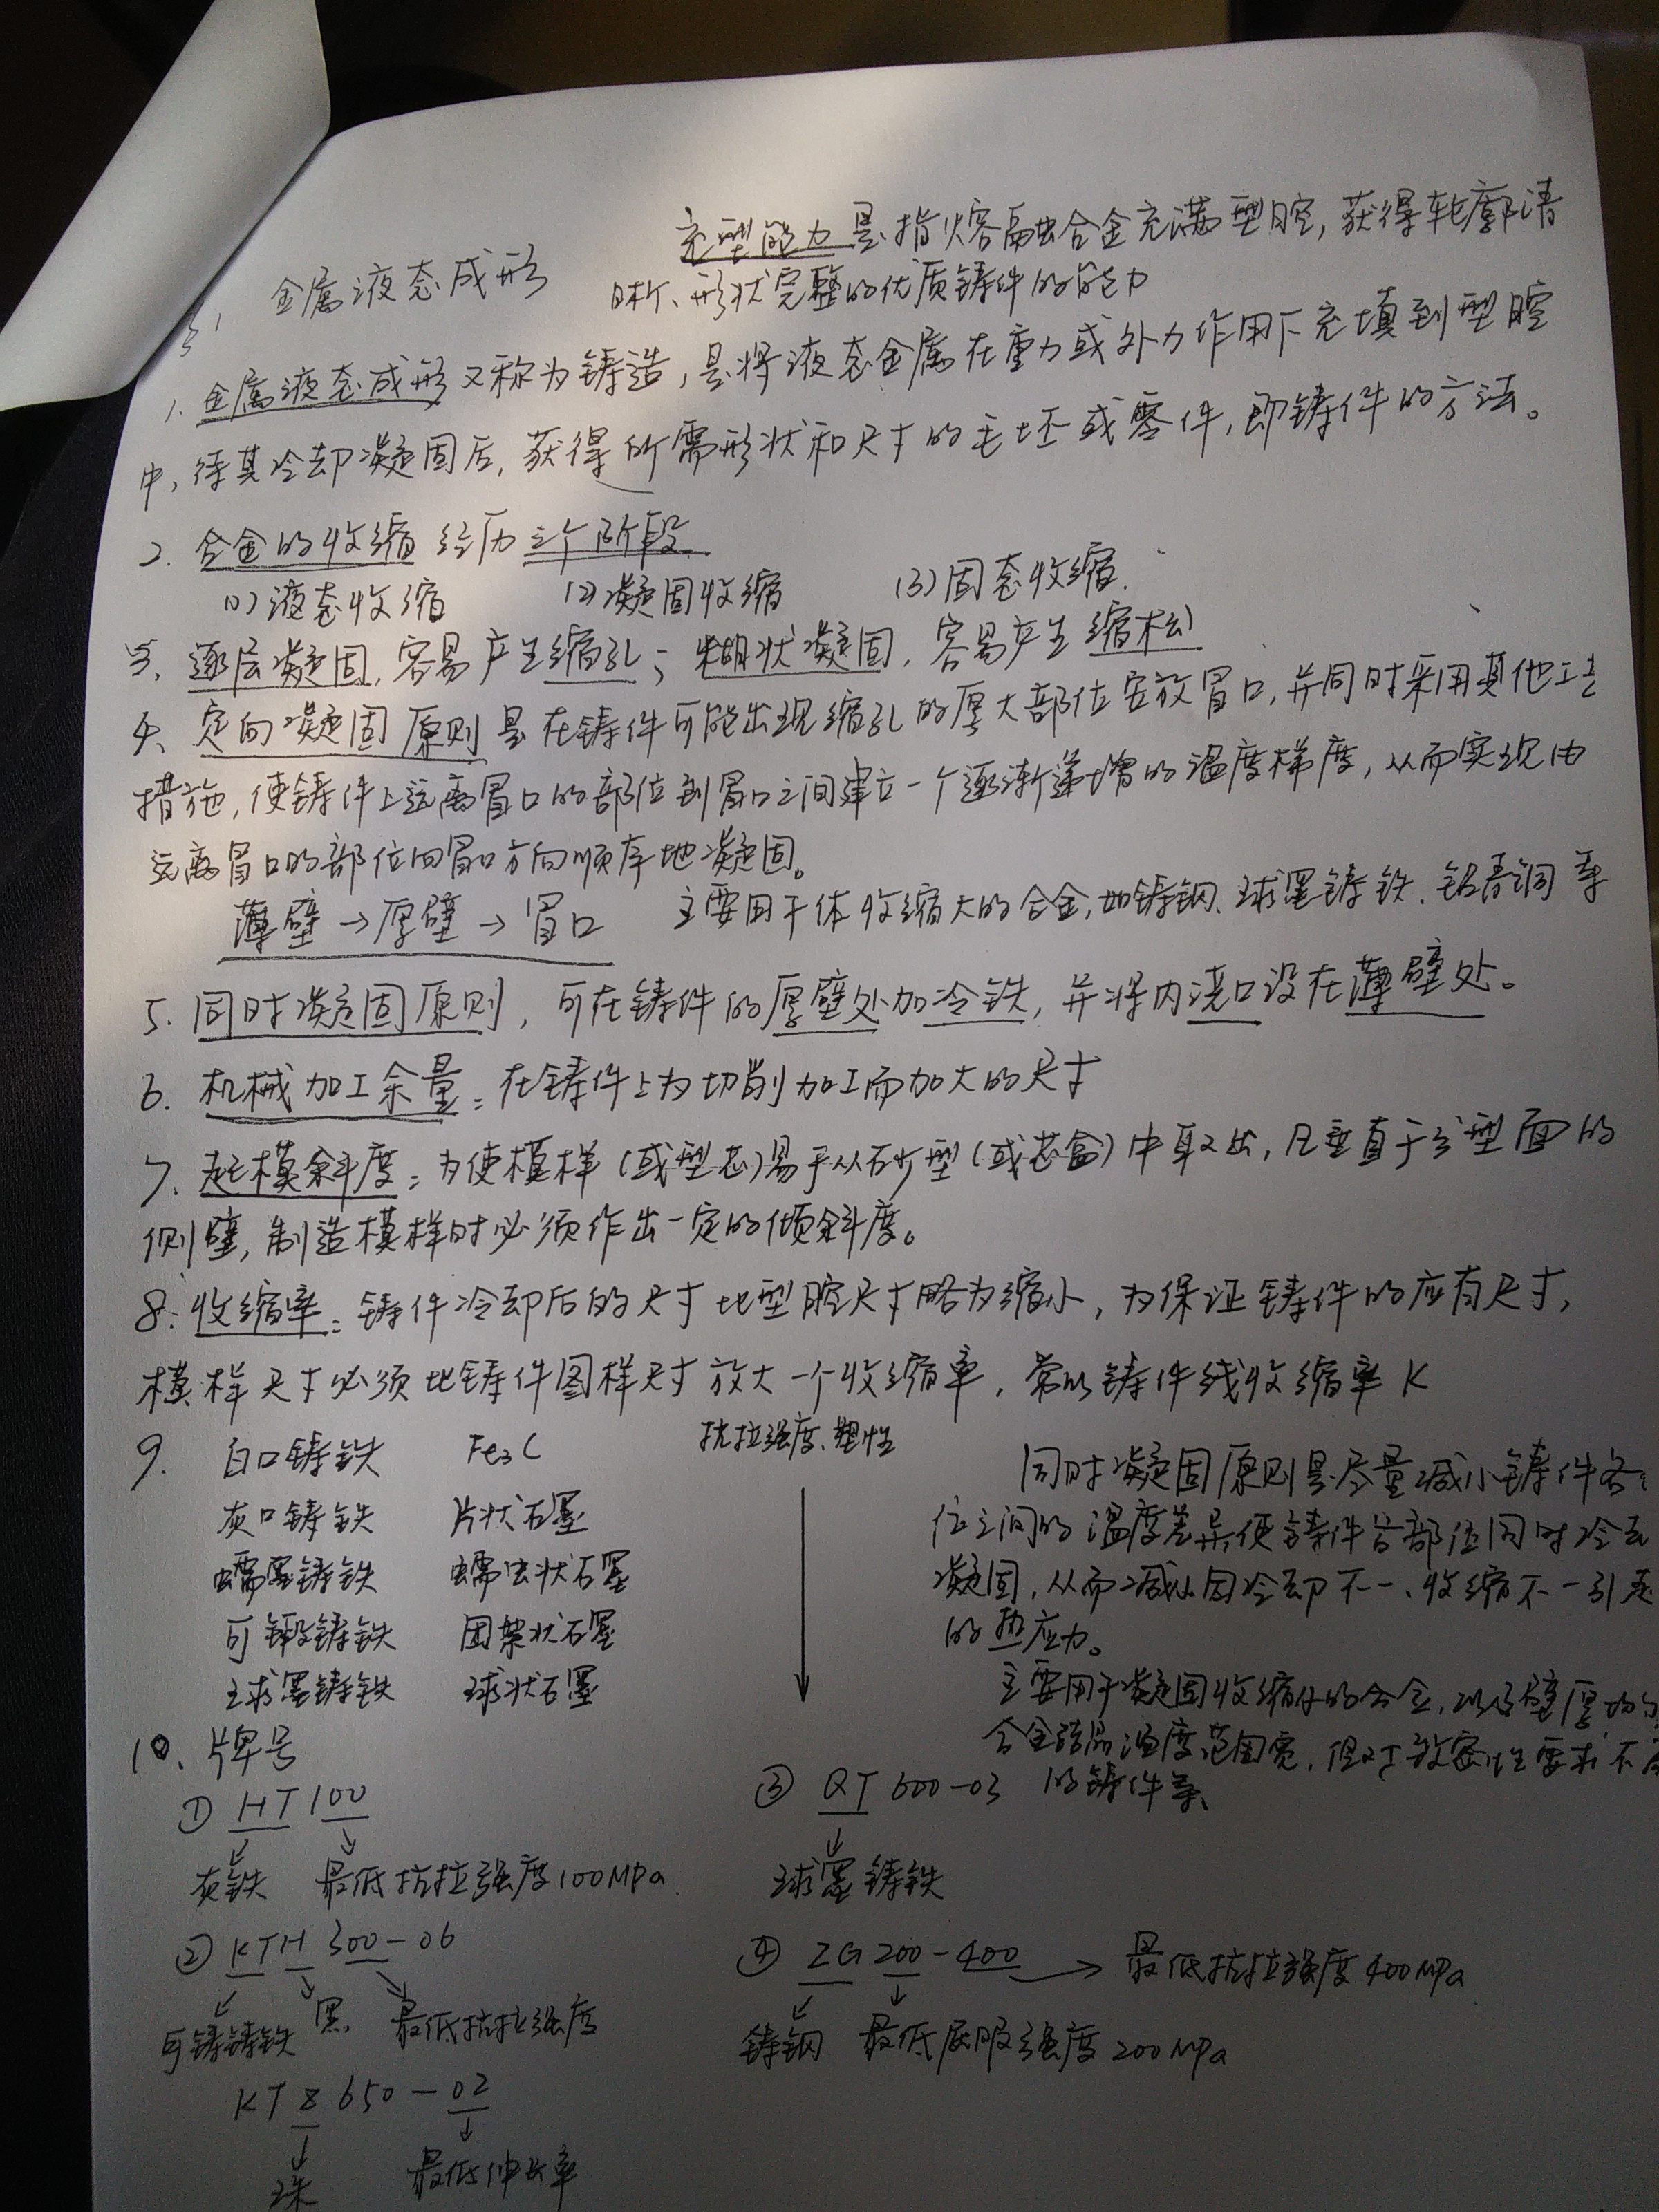 充型能力是指熔融合金充满型腔,获得轮廓清
晰、形状完整的优质铸件的能力
金属液态成形
1. 金属液态成形又称为铸造,是将液态金属在重力或外力作用下充填到型腔
中,待其冷却凝固后,获得所需形状和尺寸的毛坯或零件,即铸件的方法。
2. 合金的收缩 经历三个阶段
(1)液态收缩 (2)凝固收缩 (3)固态收缩.
3、逐层凝固,容易产生缩孔;糊状凝固,容易产生缩松
4、定向凝固原则是在铸件可能出现缩孔的厚大部位安放冒口,并同时采用其他工艺
措施,使铸件上远离冒口的部位到冒口之间建立一个逐渐递增的温度梯度,从而实现由
远离冒口的部位向冒口方向顺序地凝固。
薄壁→厚壁→冒口 主要用于体收缩大的合金,如铸钢、球墨铸铁、铝青铜等
5. 同时凝固原则,可在铸件的厚壁处加冷铁,并将内浇口设在薄壁处。
6. 机械加工余量:在铸件上为切削加工而加大的尺寸
7、起模斜度:为使模样(或型芯)易于从砂型(或芯盒)中取出,凡垂直于分型面的
侧壁,制造模样时必须作出一定的倾斜度。
8. 收缩率:铸件冷却后的尺寸比型腔尺寸略为缩小,为保证铸件的应有尺寸,
模样尺寸必须比铸件图样尺寸放大一个收缩率,常以铸件线收缩率K
9. 白口铸铁 Fe₃C 抗拉强度、塑性
灰口铸铁 片状石墨
蠕墨铸铁 蠕虫状石墨
可锻铸铁 团絮状石墨
球墨铸铁 球状石墨
同时凝固原则是尽量减小铸件各
位之间的温度差异,使铸件各部位同时冷却
凝固,从而减小因冷却不一、收缩不一引起
的热应力。
主要用于凝固收缩小的合金,以及壁厚均匀
合金结晶温度范围宽,但对致密性要求不高
的铸件等、
10、牌号
① HT 100
灰铁 最低抗拉强度100MPa.
② KTH 300-06
可铸铸铁 黑 最低抗拉强度
KTZ 650-02
珠 最低伸长率
③ QT 600-03
球墨铸铁
④ ZG 200-400 → 最低抗拉强度400MPa
铸钢 最低屈服强度200MPa